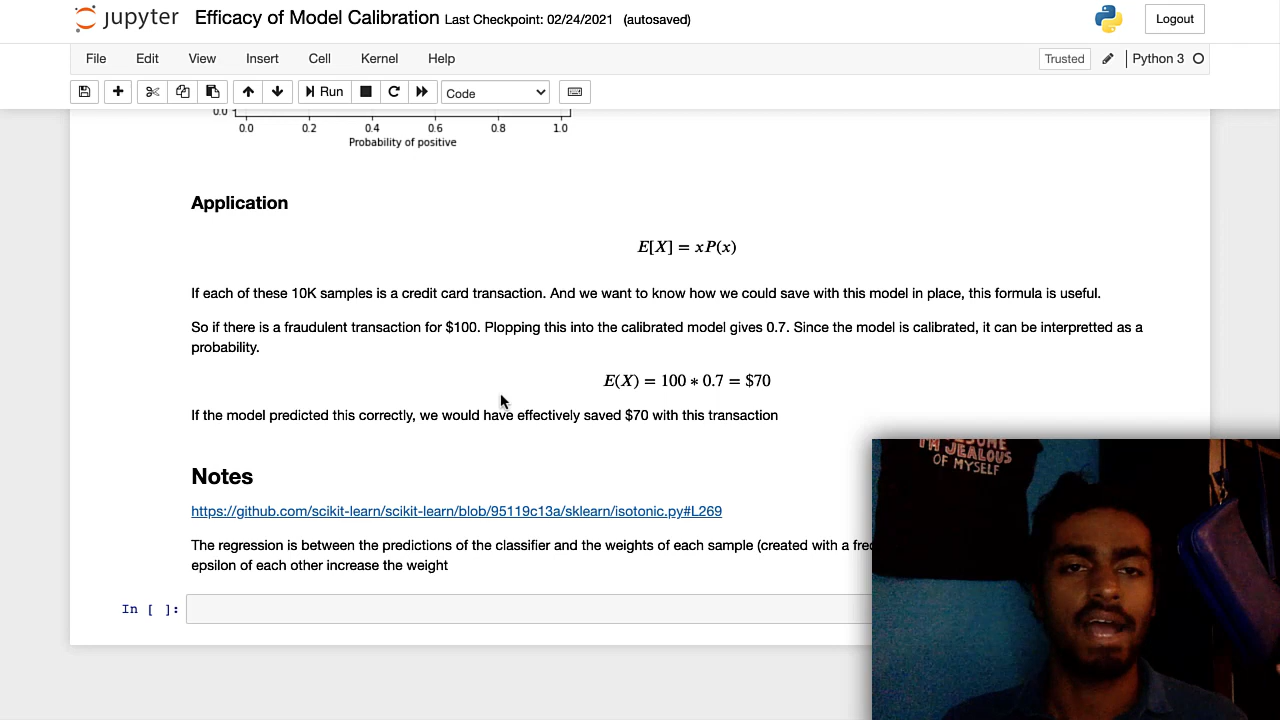 jupyter Efficacy of Model Calibration Last Checkpoint: 02/24/2021 (autosaved)
Logout
File Edit View Insert Cell Kernel Help
Trusted Python 3
Run Code
0.0
0.0 0.2 0.4 0.6 0.8 1.0
Probability of positive
Application
E[X] = xP(x)
If each of these 10K samples is a credit card transaction. And we want to know how we could save with this model in place, this formula is useful.
So if there is a fraudulent transaction for $100. Plopping this into the calibrated model gives 0.7. Since the model is calibrated, it can be interpretted as a
probability.
E(X) = 100 ∗ 0.7 = $70
If the model predicted this correctly, we would have effectively saved $70 with this transaction
I'M JEALOUS
OF MYSELF
Notes
https://github.com/scikit-learn/scikit-learn/blob/95119c13a/sklearn/isotonic.py#L269
The regression is between the predictions of the classifier and the weights of each sample (created with a
epsilon of each other increase the weight
In [ ]: